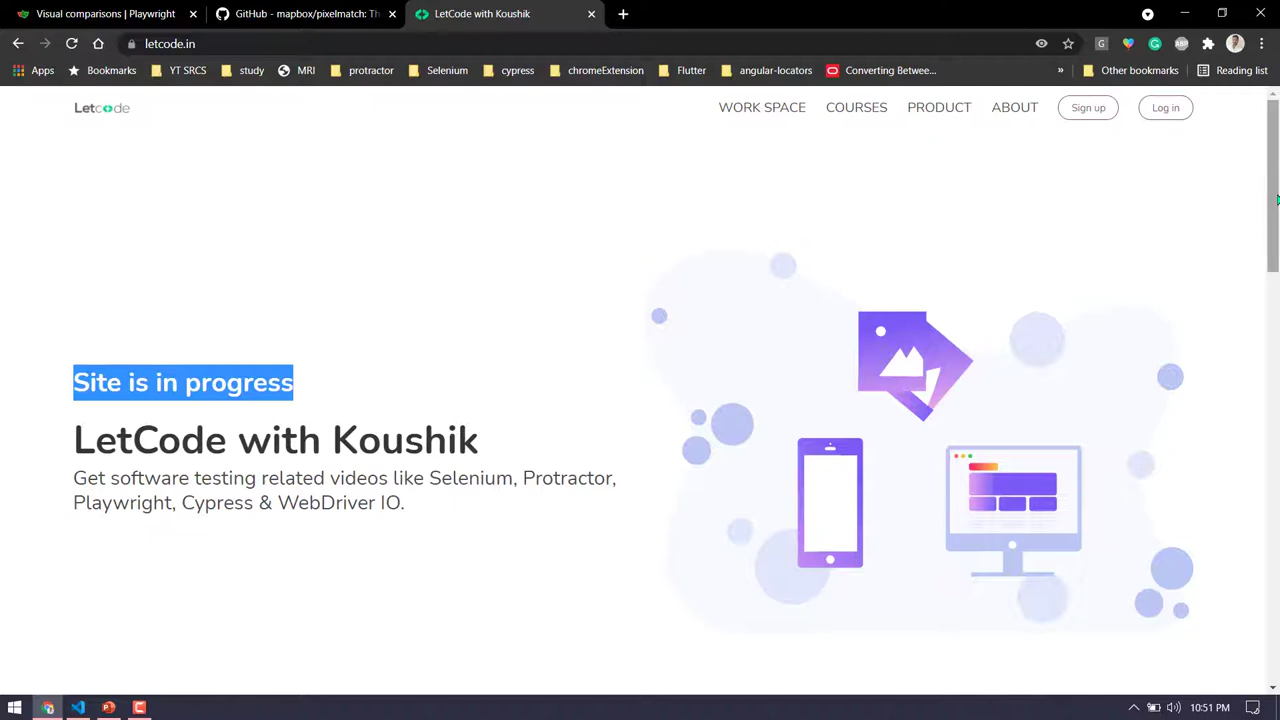 Visual comparisons | Playwright
GitHub - mapbox/pixelmatch: Th
LetCode with Koushik
letcode.in
Apps
Bookmarks
YT SRCS
study
MRI
protractor
Selenium
cypress
chromeExtension
Flutter
angular-locators
Converting Betwee...
»
Other bookmarks
Reading list
Letcode
WORK SPACE
COURSES
PRODUCT
ABOUT
Sign up
Log in
Site is in progress
LetCode with Koushik
Get software testing related videos like Selenium, Protractor,
Playwright, Cypress & WebDriver IO.
10:51 PM